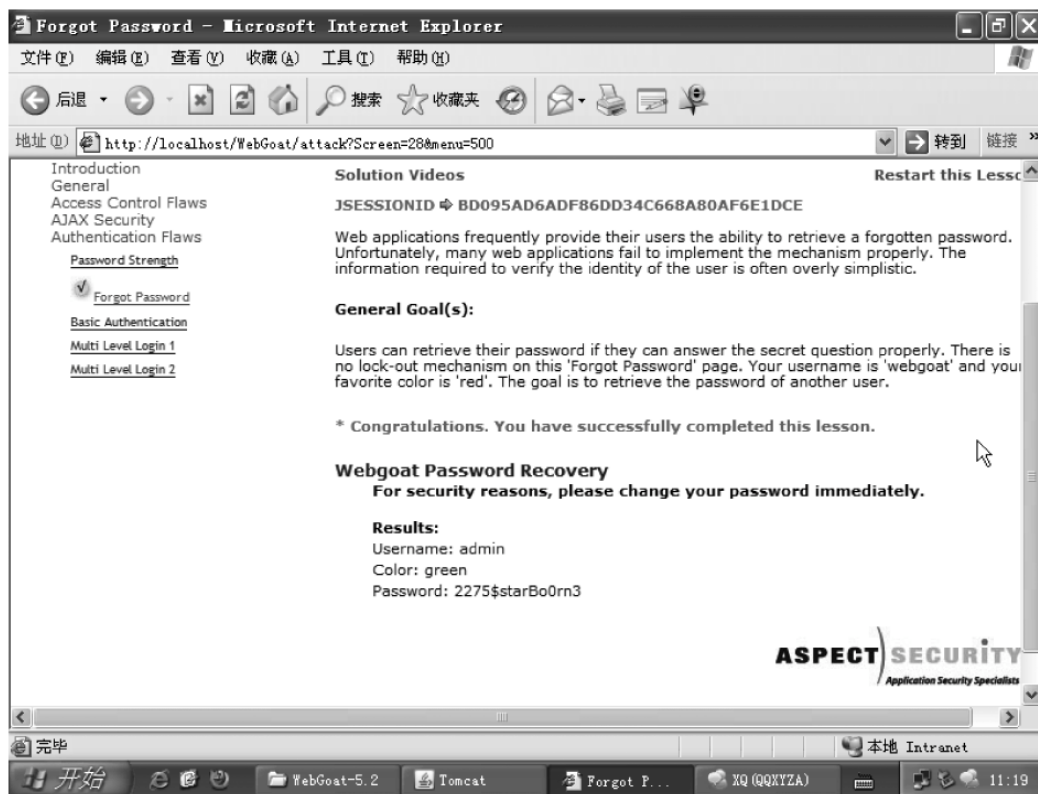 Forgot Password - Microsoft Internet Explorer
文件(F) 编辑(E) 查看(V) 收藏(A) 工具(T) 帮助(H)
后退 搜索 收藏夹
地址(D) http://localhost/WebGoat/attack?Screen=28&menu=500 转到 链接 »
Introduction
General
Access Control Flaws
AJAX Security
Authentication Flaws
Password Strength
Forgot Password
Basic Authentication
Multi Level Login 1
Multi Level Login 2
Solution Videos Restart this Lesso
JSESSIONID ➩ BD095AD6ADF86DD34C668A80AF6E1DCE
Web applications frequently provide their users the ability to retrieve a forgotten password.
Unfortunately, many web applications fail to implement the mechanism properly. The
information required to verify the identity of the user is often overly simplistic.
General Goal(s):
Users can retrieve their password if they can answer the secret question properly. There is
no lock-out mechanism on this 'Forgot Password' page. Your username is 'webgoat' and your
favorite color is 'red'. The goal is to retrieve the password of another user.
* Congratulations. You have successfully completed this lesson.
Webgoat Password Recovery
For security reasons, please change your password immediately.
Results:
Username: admin
Color: green
Password: 2275$starBo0rn3
ASPECT SECURITY
Application Security Specialists
完毕 本地 Intranet
开始 WebGoat-5.2 Tomcat Forgot P... XQ(QQXYZA) 11:19